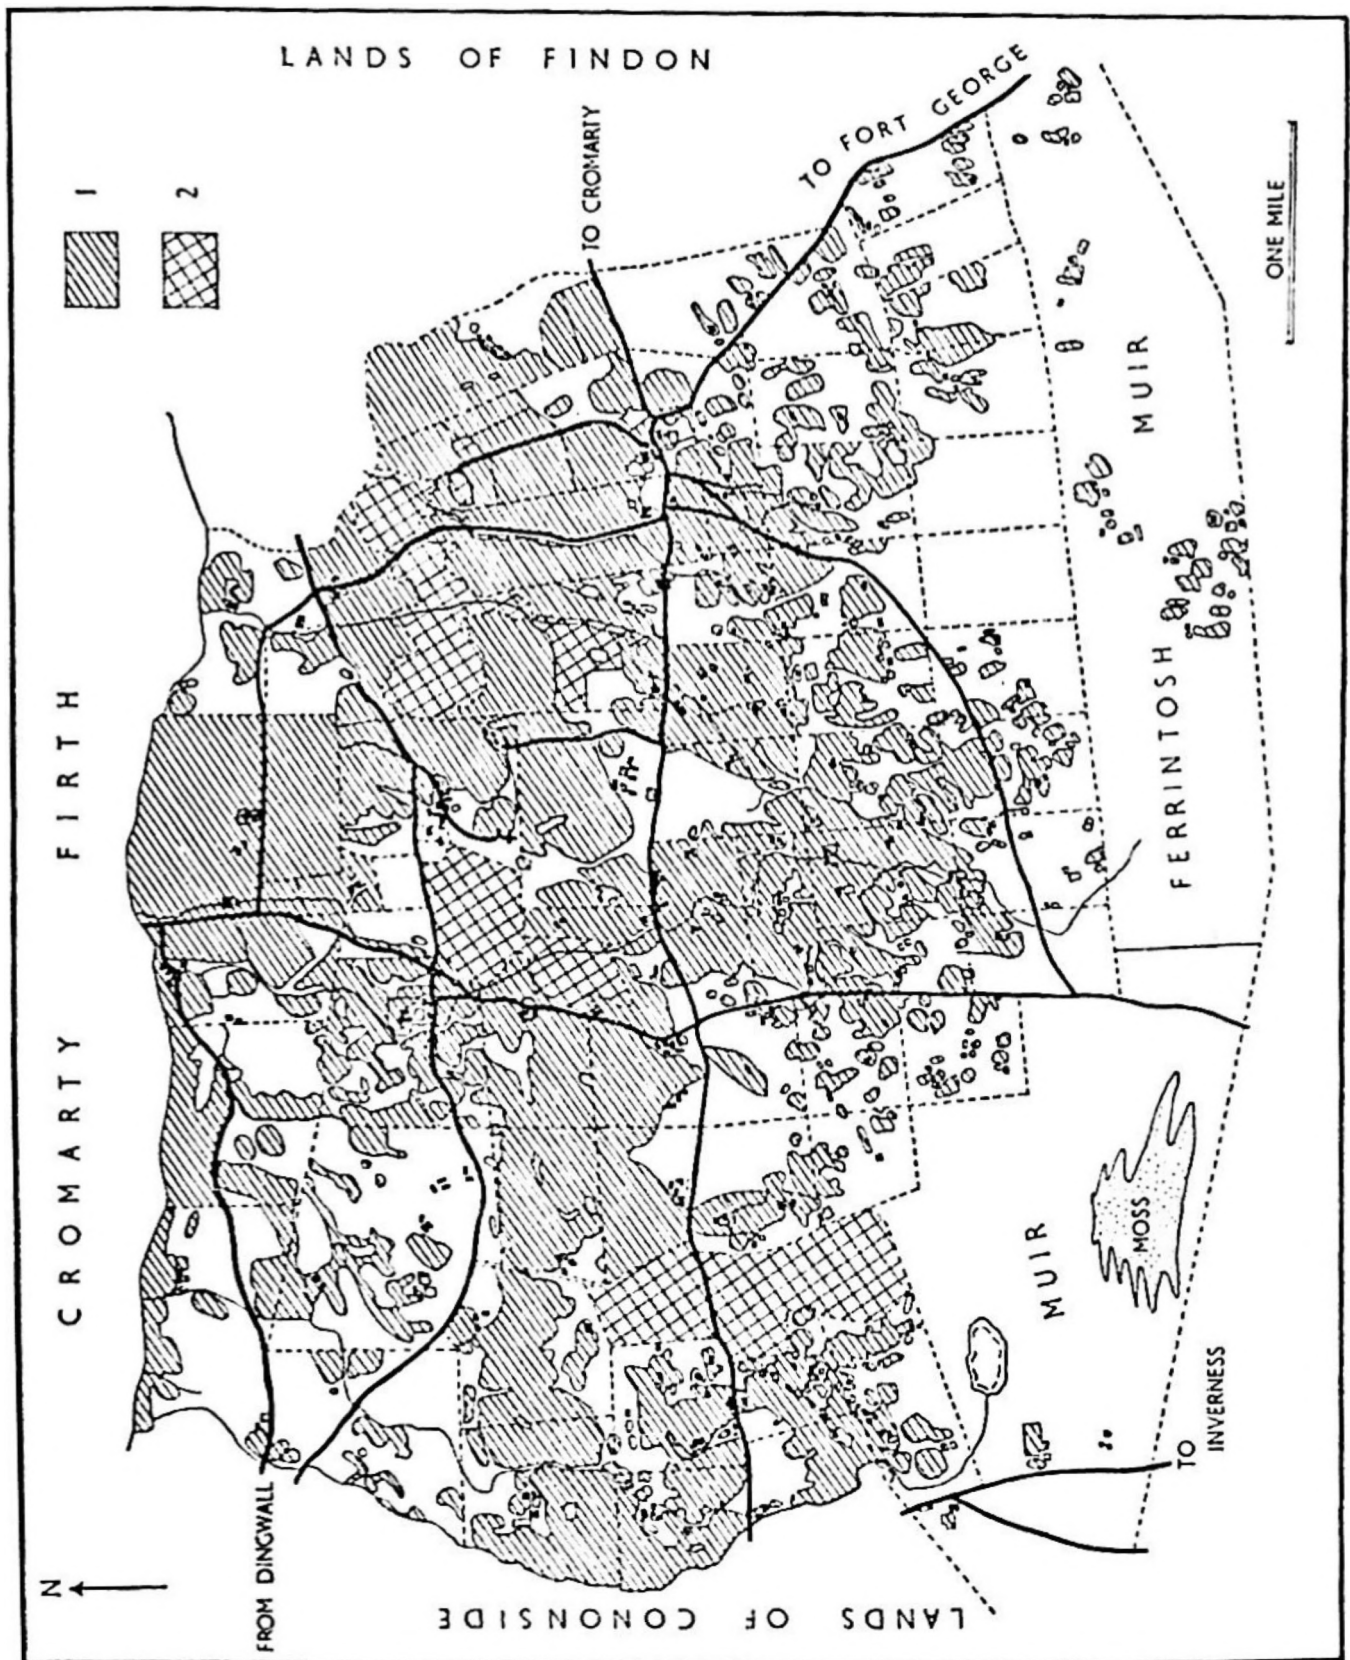 LANDS OF FINDON
TO CROMARTY
TO FORT GEORGE
1
2
ONE MILE
CROMARTY FIRTH
MUIR
FERRINTOSH
MUIR
MOSS
TO INVERNESS
N
FROM DINGWALL
LANDS OF CONONSIDE